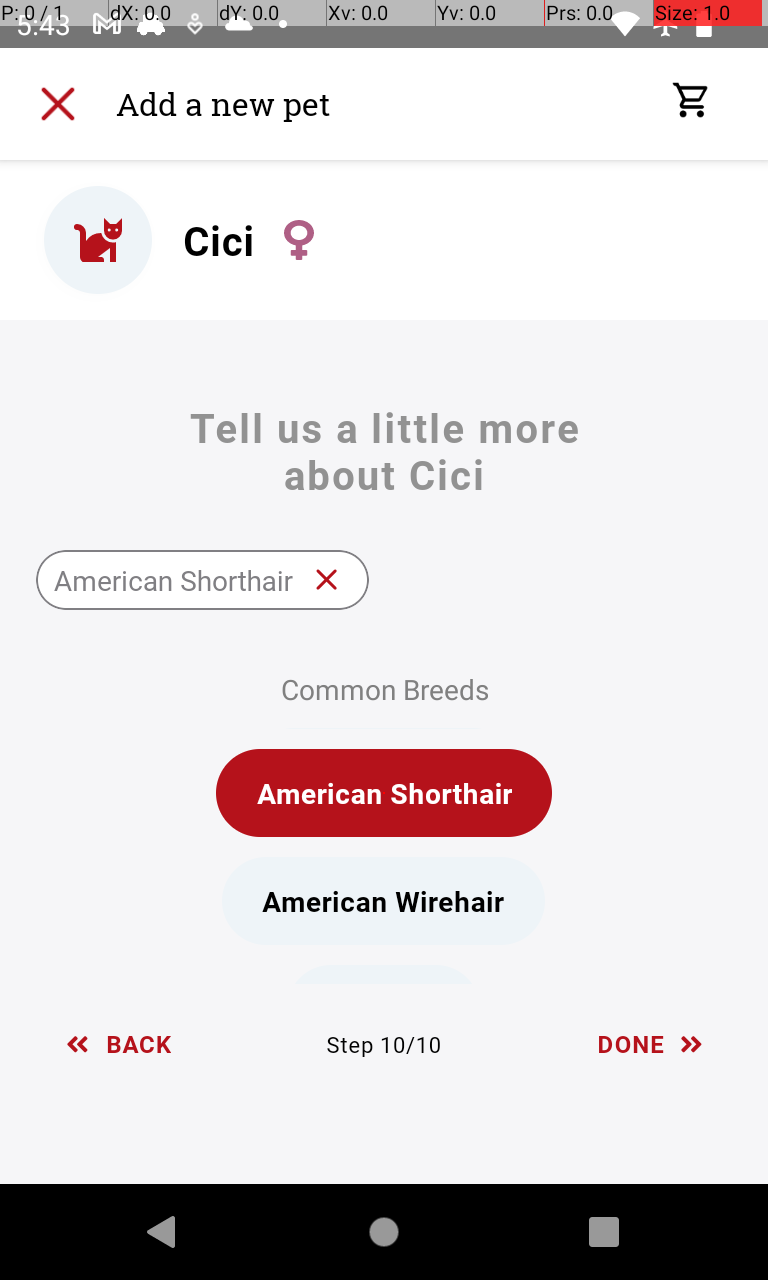 P: 0 / 1 dX: 0.0 dY: 0.0 Xv: 0.0 Yv: 0.0 Prs: 0.0 Size: 1.0
5:43
Add a new pet
Cici
Tell us a little more
about Cici
American Shorthair
Common Breeds
American Shorthair
American Wirehair
BACK Step 10/10 DONE